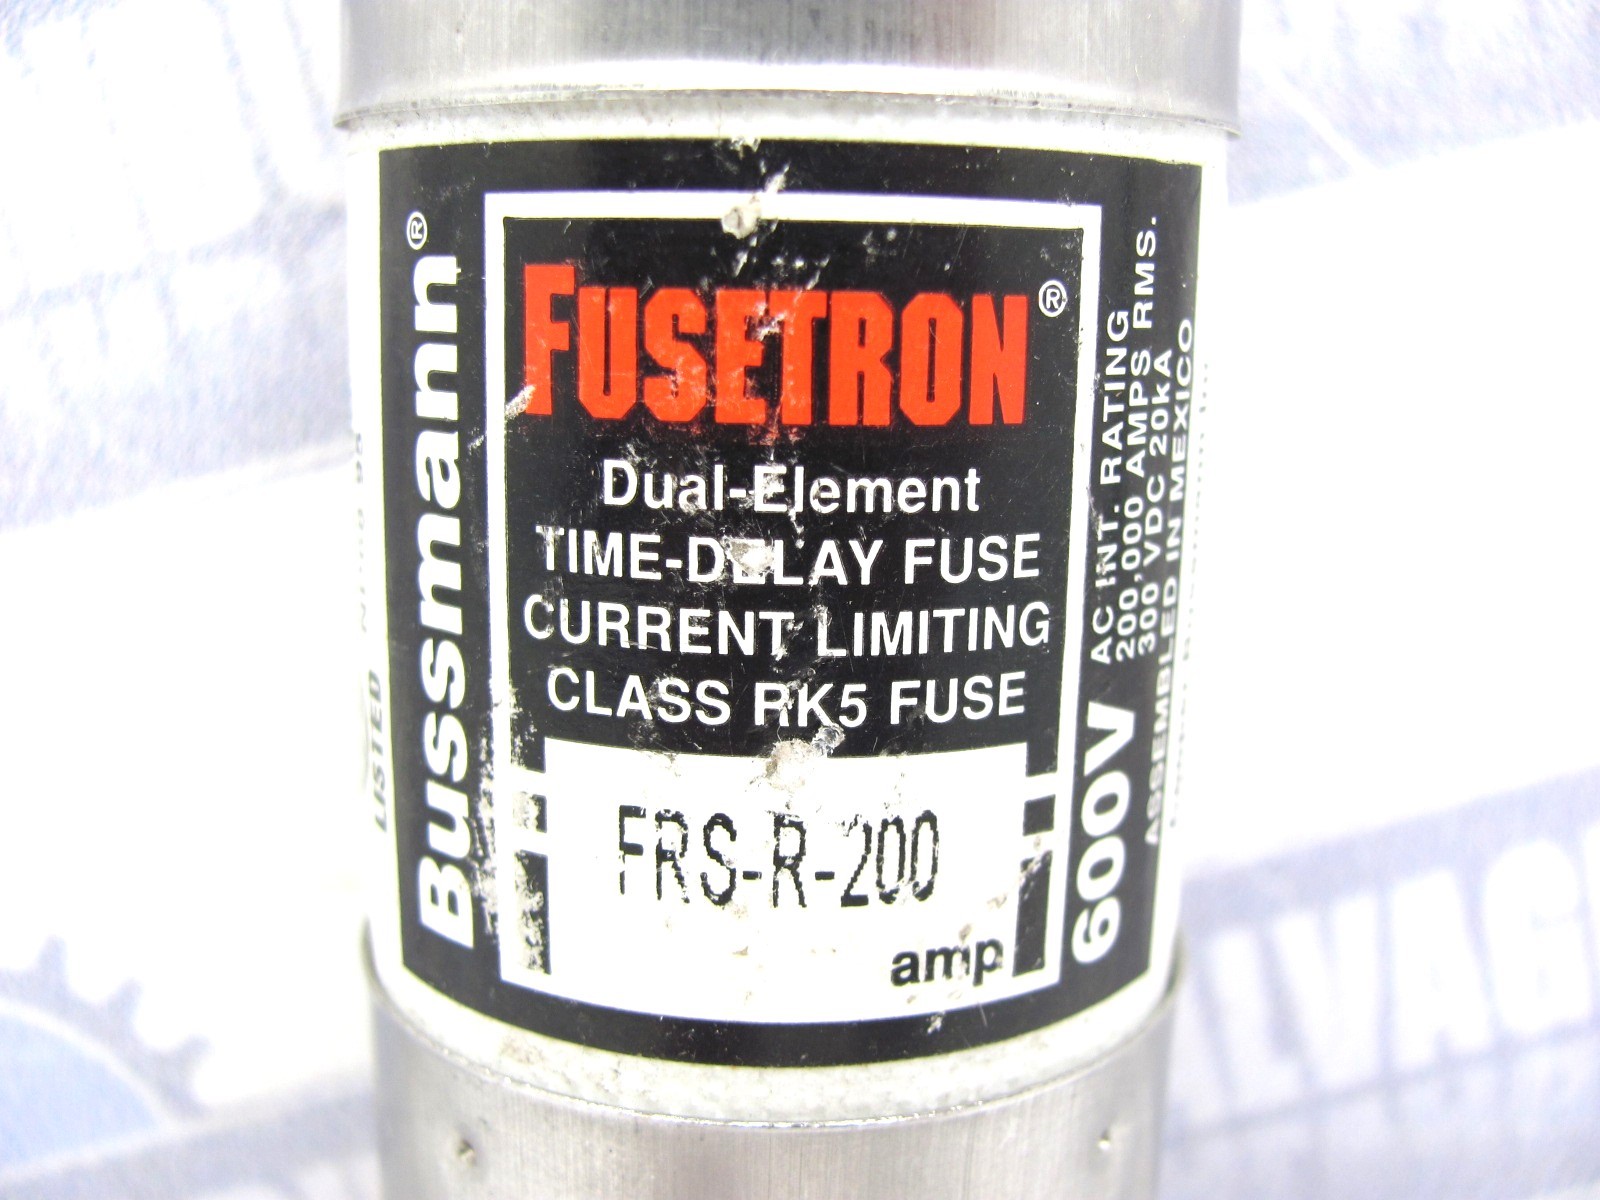 Bussmann®
FUSETRON®
Dual-Element
TIME-DELAY FUSE
CURRENT LIMITING
CLASS RK5 FUSE
FRS-R-200
amp
600V
AC INT. RATING
200,000 AMPS RMS.
300 VDC 20kA
ASSEMBLED IN MEXICO
LISTED